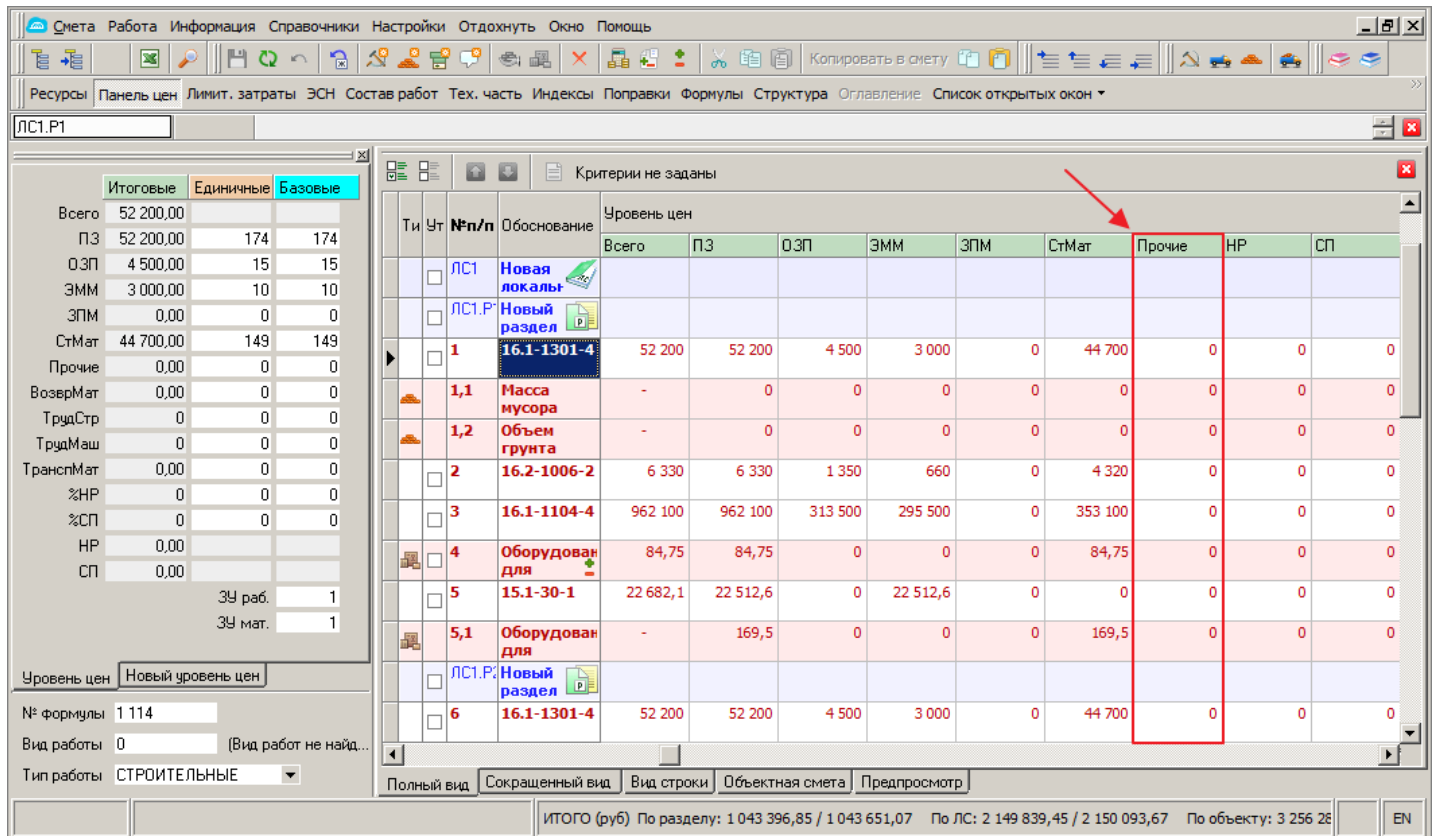 Смета Работа Информация Справочники Настройки Отдохнуть Окно Помощь
Копировать в смету
Ресурсы Панель цен Лимит. затраты ЭСН Состав работ Тех. часть Индексы Поправки Формулы Структура Оглавление Список открытых окон
ЛС1.Р1
Итоговые Единичные Базовые
Всего 52 200,00
ПЗ 52 200,00 174 174
ОЗП 4 500,00 15 15
ЭММ 3 000,00 10 10
ЗПМ 0,00 0 0
СтМат 44 700,00 149 149
Прочие 0,00 0 0
ВозврМат 0,00 0 0
ТрудСтр 0 0 0
ТрудМаш 0 0 0
ТранспМат 0,00 0 0
%НР 0 0 0
%СП 0 0 0
НР 0,00
СП 0,00
ЗУ раб. 1
ЗУ мат. 1
Уровень цен Новый уровень цен
№ формулы 1 114
Вид работы 0 (Вид работ не найд...
Тип работы СТРОИТЕЛЬНЫЕ
Критерии не заданы
Ти Ут №п/п Обоснование Уровень цен
Всего ПЗ ОЗП ЭММ ЗПМ СтМат Прочие НР СП
ЛС1 Новая
локальн
ЛС1.Р1 Новый
раздел
1 16.1-1301-4 52 200 52 200 4 500 3 000 0 44 700 0 0 0
1,1 Масса - 0 0 0 0 0 0 0 0
мусора
1,2 Объем - 0 0 0 0 0 0 0 0
грунта
2 16.2-1006-2 6 330 6 330 1 350 660 0 4 320 0 0 0
3 16.1-1104-4 962 100 962 100 313 500 295 500 0 353 100 0 0 0
4 Оборудован 84,75 84,75 0 0 0 84,75 0 0 0
для
5 15.1-30-1 22 682,1 22 512,6 0 22 512,6 0 0 0 0 0
5,1 Оборудован - 169,5 0 0 0 169,5 0 0 0
для
ЛС1.Р2 Новый
раздел
6 16.1-1301-4 52 200 52 200 4 500 3 000 0 44 700 0 0 0
Полный вид Сокращенный вид Вид строки Объектная смета Предпросмотр
ИТОГО (руб) По разделу: 1 043 396,85 / 1 043 651,07 По ЛС: 2 149 839,45 / 2 150 093,67 По объекту: 3 256 28 EN